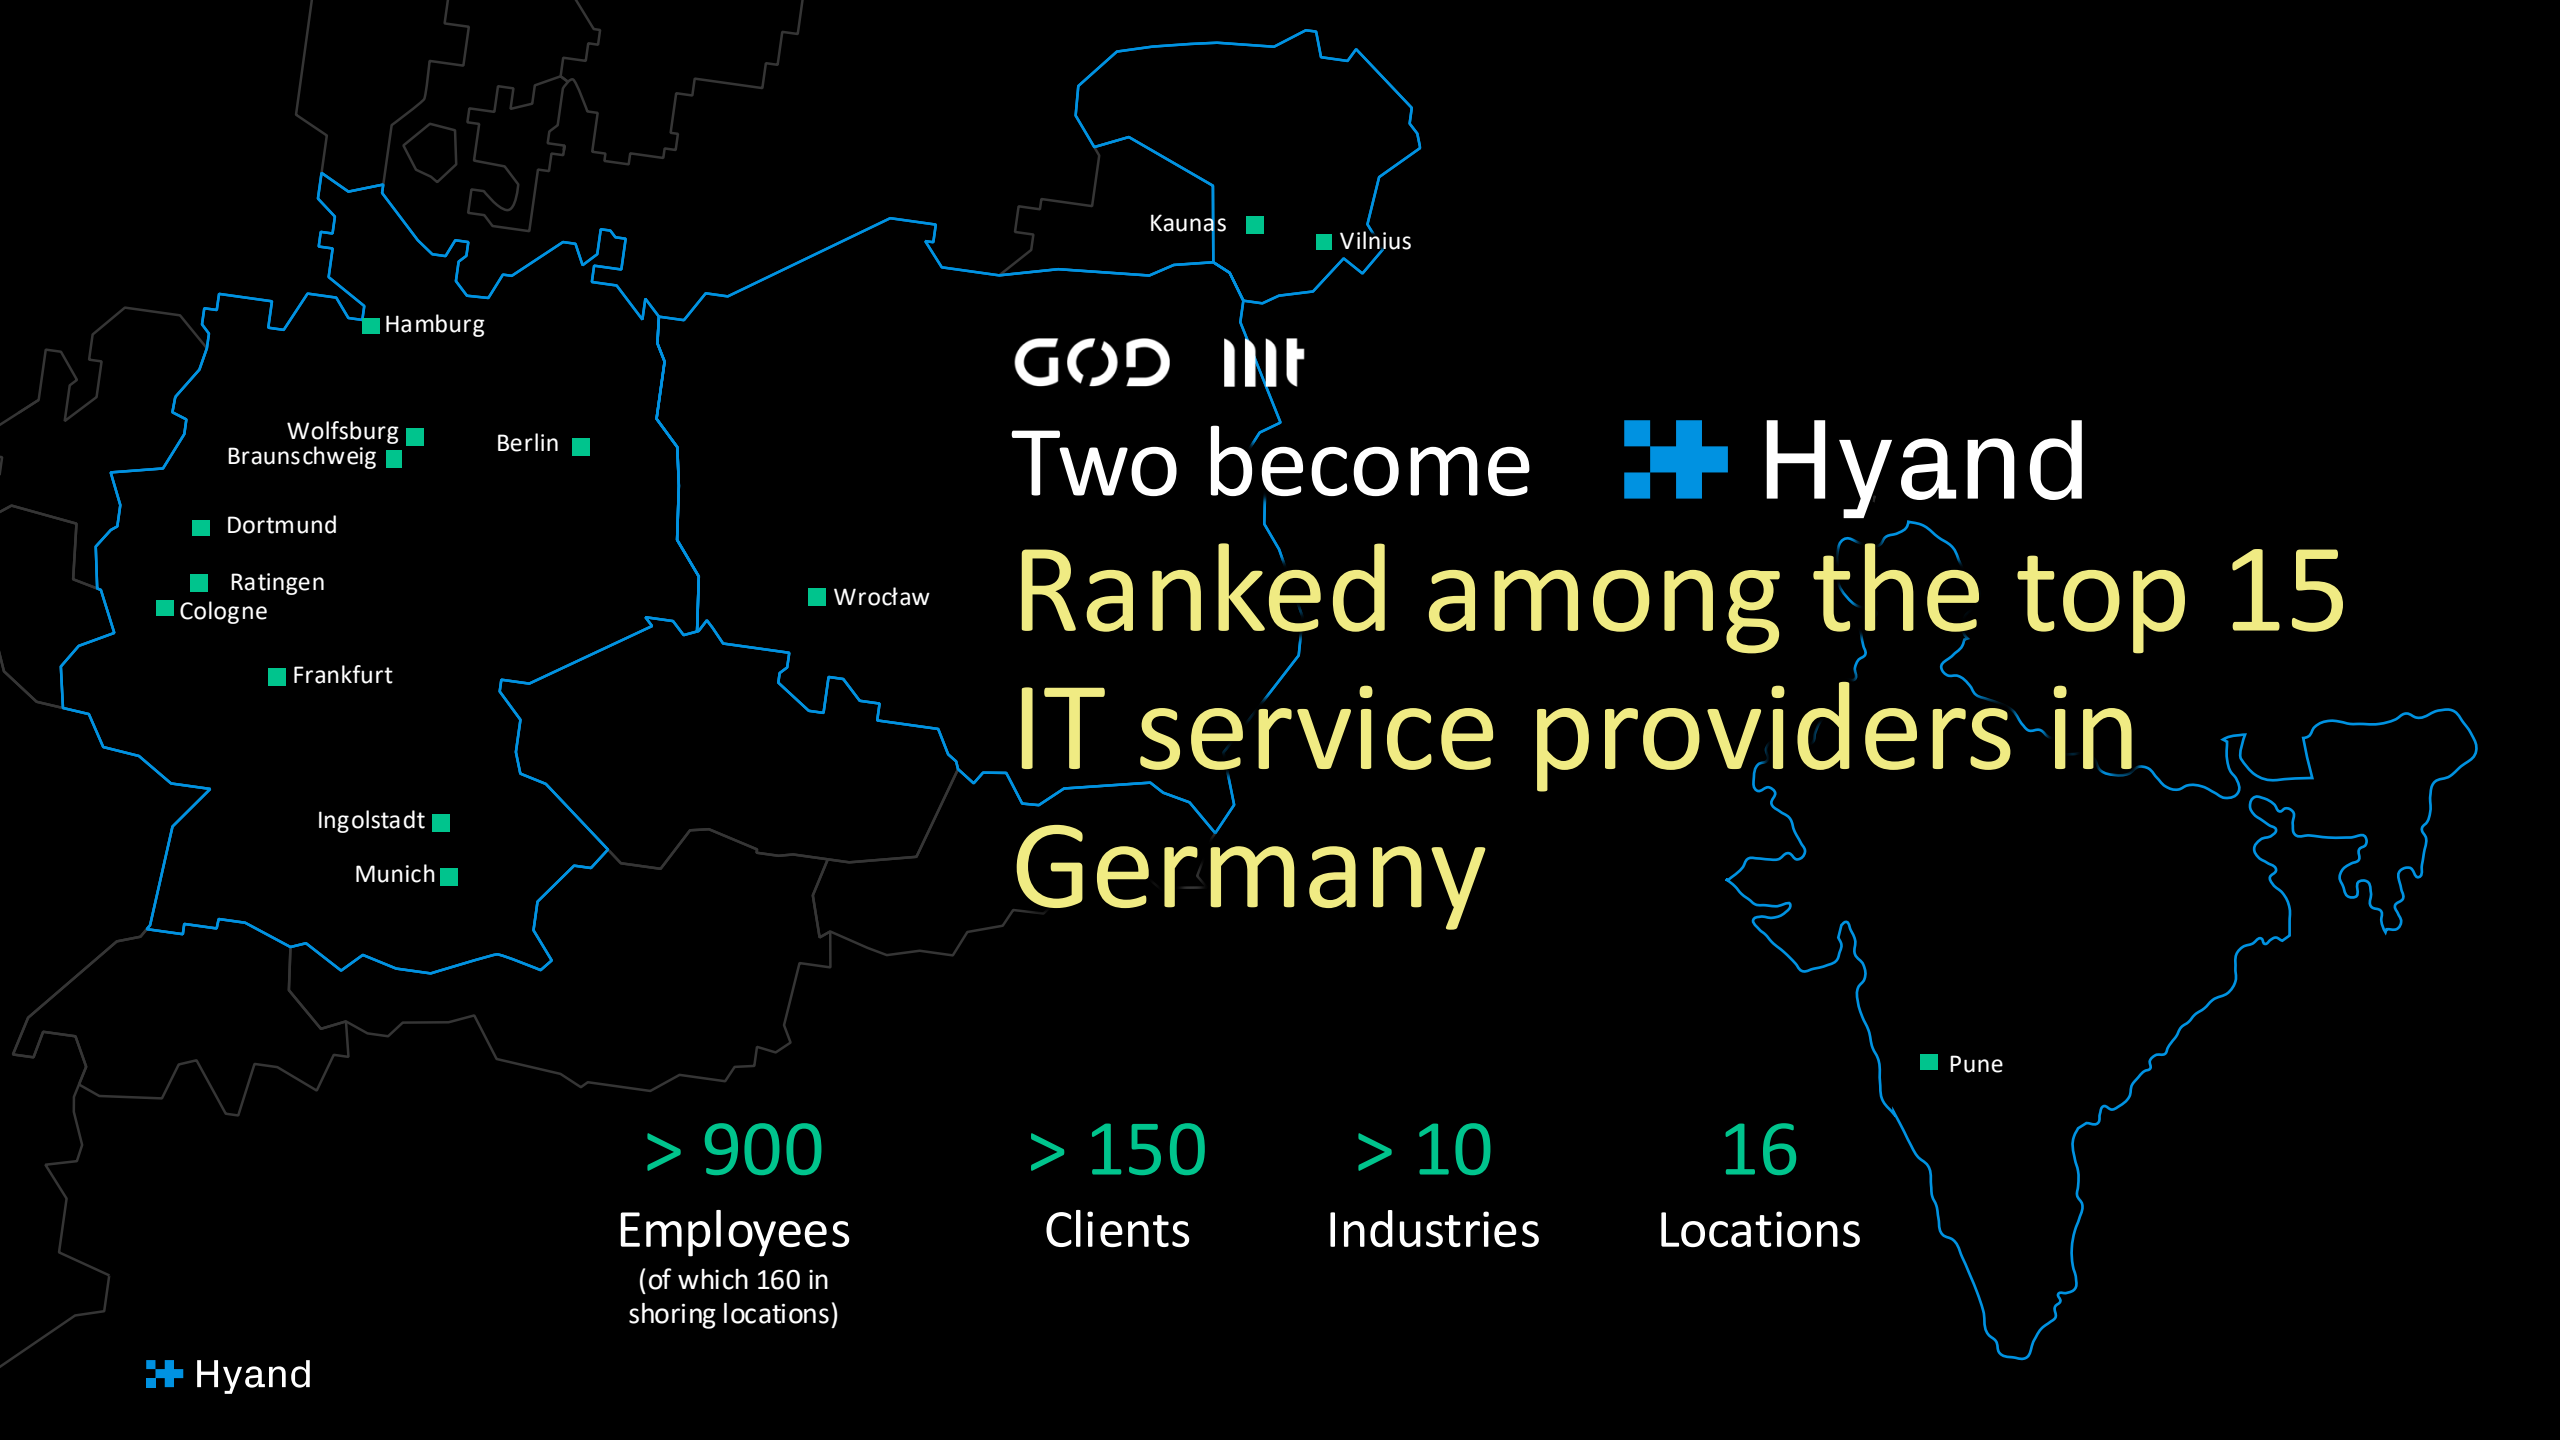 Kaunas
Vilnius
Hamburg
Wolfsburg
Braunschweig
Berlin
Dortmund
Ratingen
Cologne
Wrocław
Frankfurt
Ingolstadt
Munich
GOD
Two become Hyand
Ranked among the top 15
IT service providers in
Germany
Pune
> 900
Employees
(of which 160 in
shoring locations)
> 150
Clients
> 10
Industries
16
Locations
Hyand